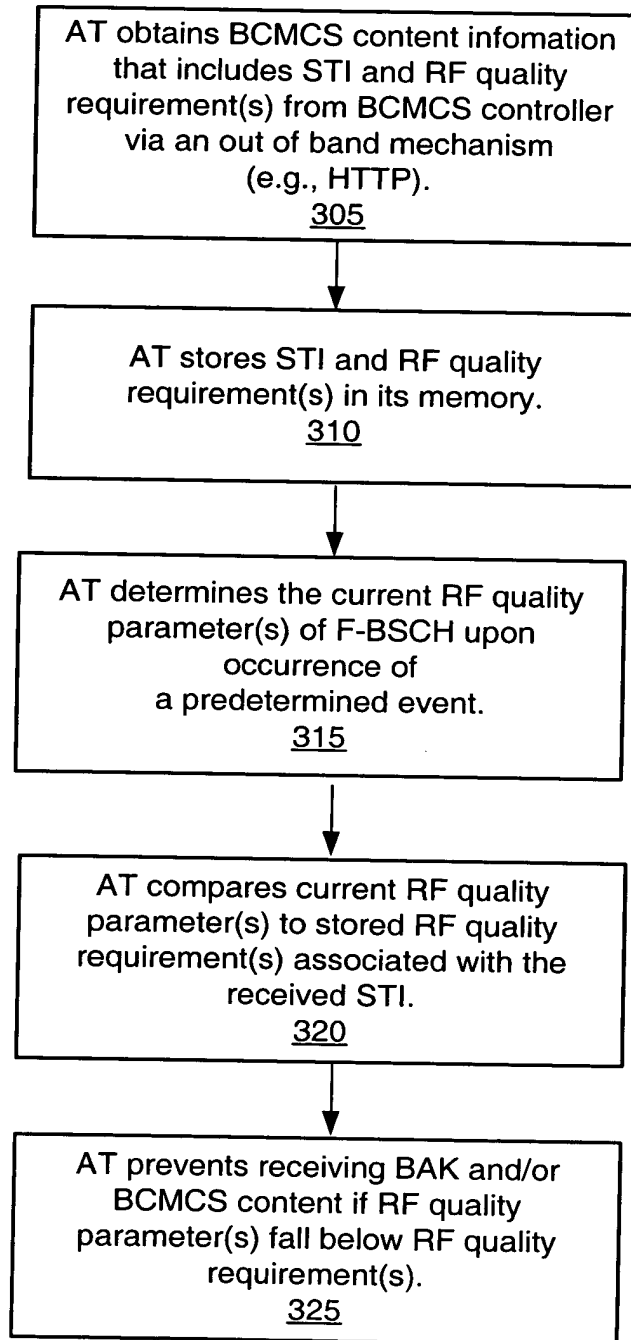 AT obtains BCMCS content infomation
that includes STI and RF quality
requirement(s) from BCMCS controller
via an out of band mechanism
(e.g., HTTP).
305
AT stores STI and RF quality
requirement(s) in its memory.
310
AT determines the current RF quality
parameter(s) of F-BSCH upon
occurrence of
a predetermined event.
315
AT compares current RF quality
parameter(s) to stored RF quality
requirement(s) associated with the
received STI.
320
AT prevents receiving BAK and/or
BCMCS content if RF quality
parameter(s) fall below RF quality
requirement(s).
325